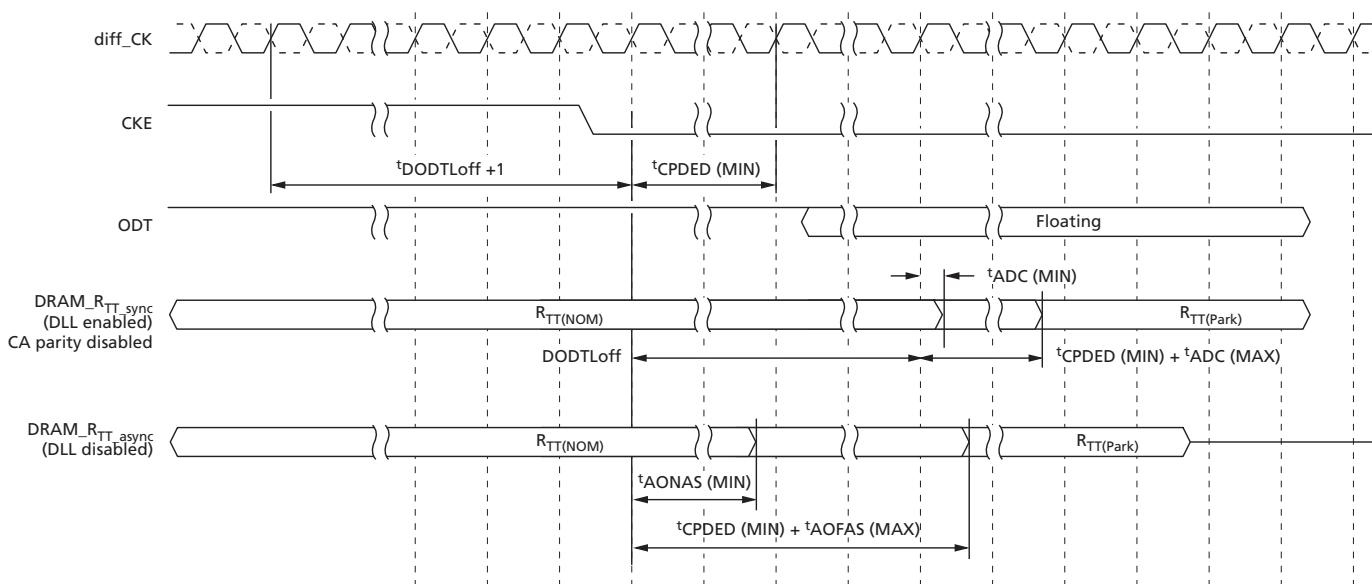 diff_CK
CKE
tDODTLoff +1
tCPDED (MIN)
ODT
Floating
tADC (MIN)
DRAM_RTT_sync
(DLL enabled)
CA parity disabled
RTT(NOM)
RTT(Park)
DODTLoff
tCPDED (MIN) + tADC (MAX)
DRAM_RTT_async
(DLL disabled)
RTT(NOM)
RTT(Park)
tAONAS (MIN)
tCPDED (MIN) + tAOFAS (MAX)